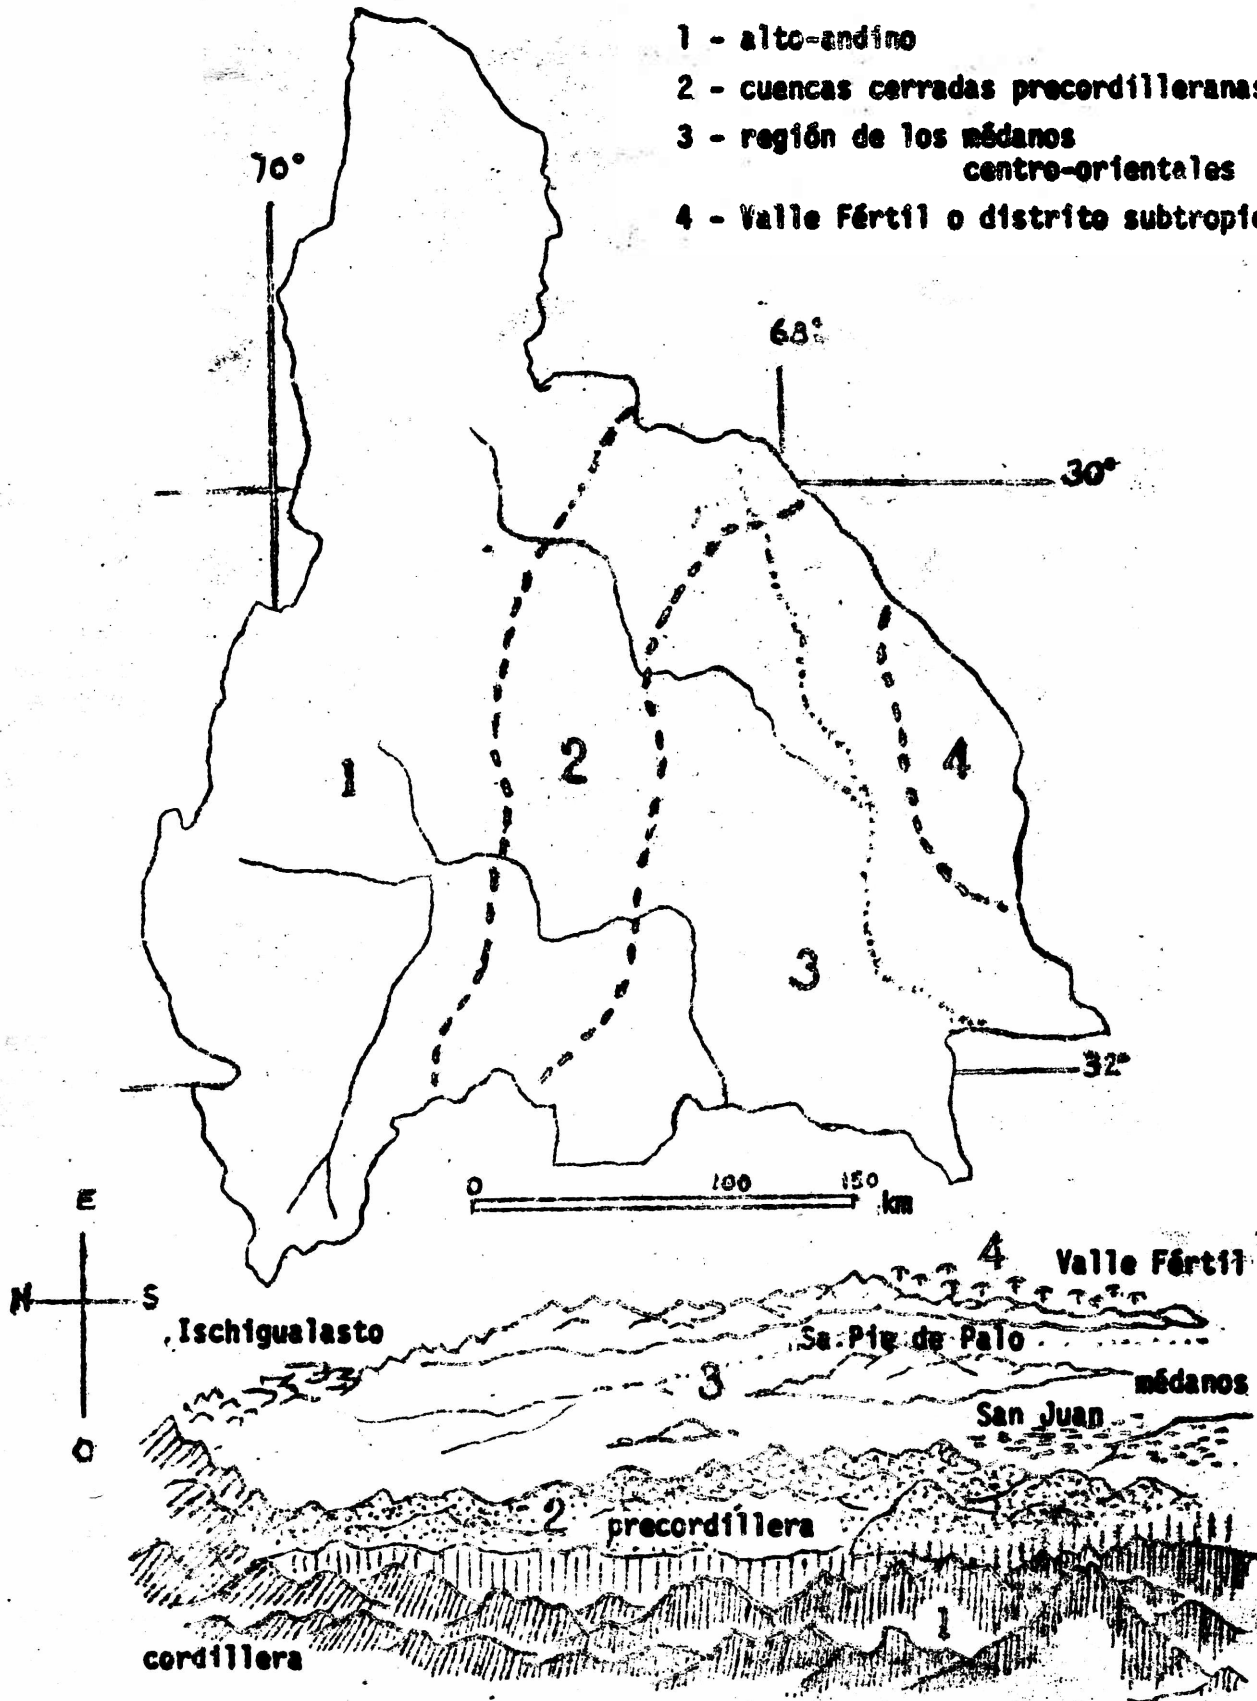 1 - alto-andino
2 - cuencas cerradas precordilleranas
3 - región de los médanos
centro-orientales
4 - Valle Fértil o distrito subtropic
70°
68°
30°
1
2
4
3
32°
0 100 150 km
E
N S
O
4 Valle Fértil
Ischigualasto
Sa.Pie de Palo
3
médanos
San Juan
2 precordillera
1
cordillera